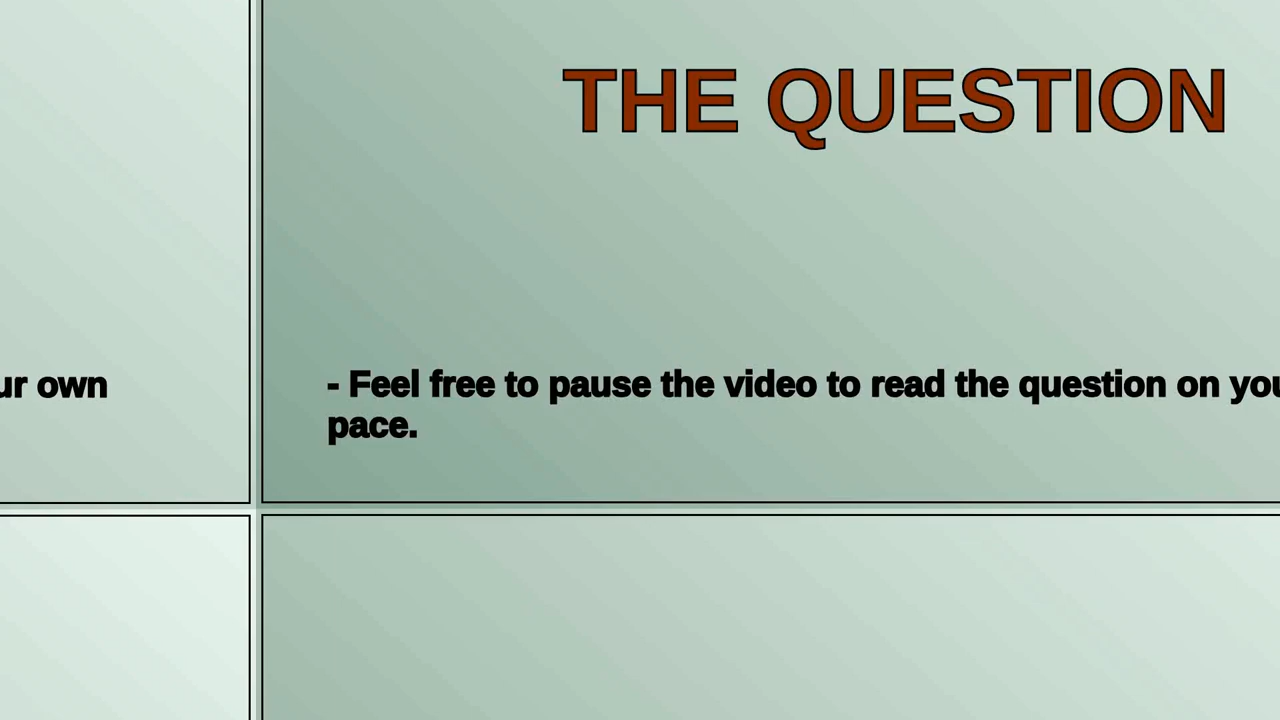 THE QUESTION
ur own
- Feel free to pause the video to read the question on you
pace.